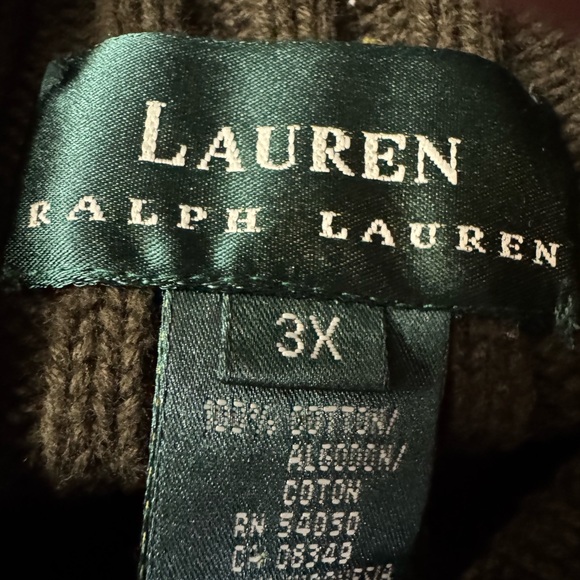 LAUREN
RALPH LAUREN
3X
100% COTTON/
ALGODON/
COTON
RN 54050
CA 08349